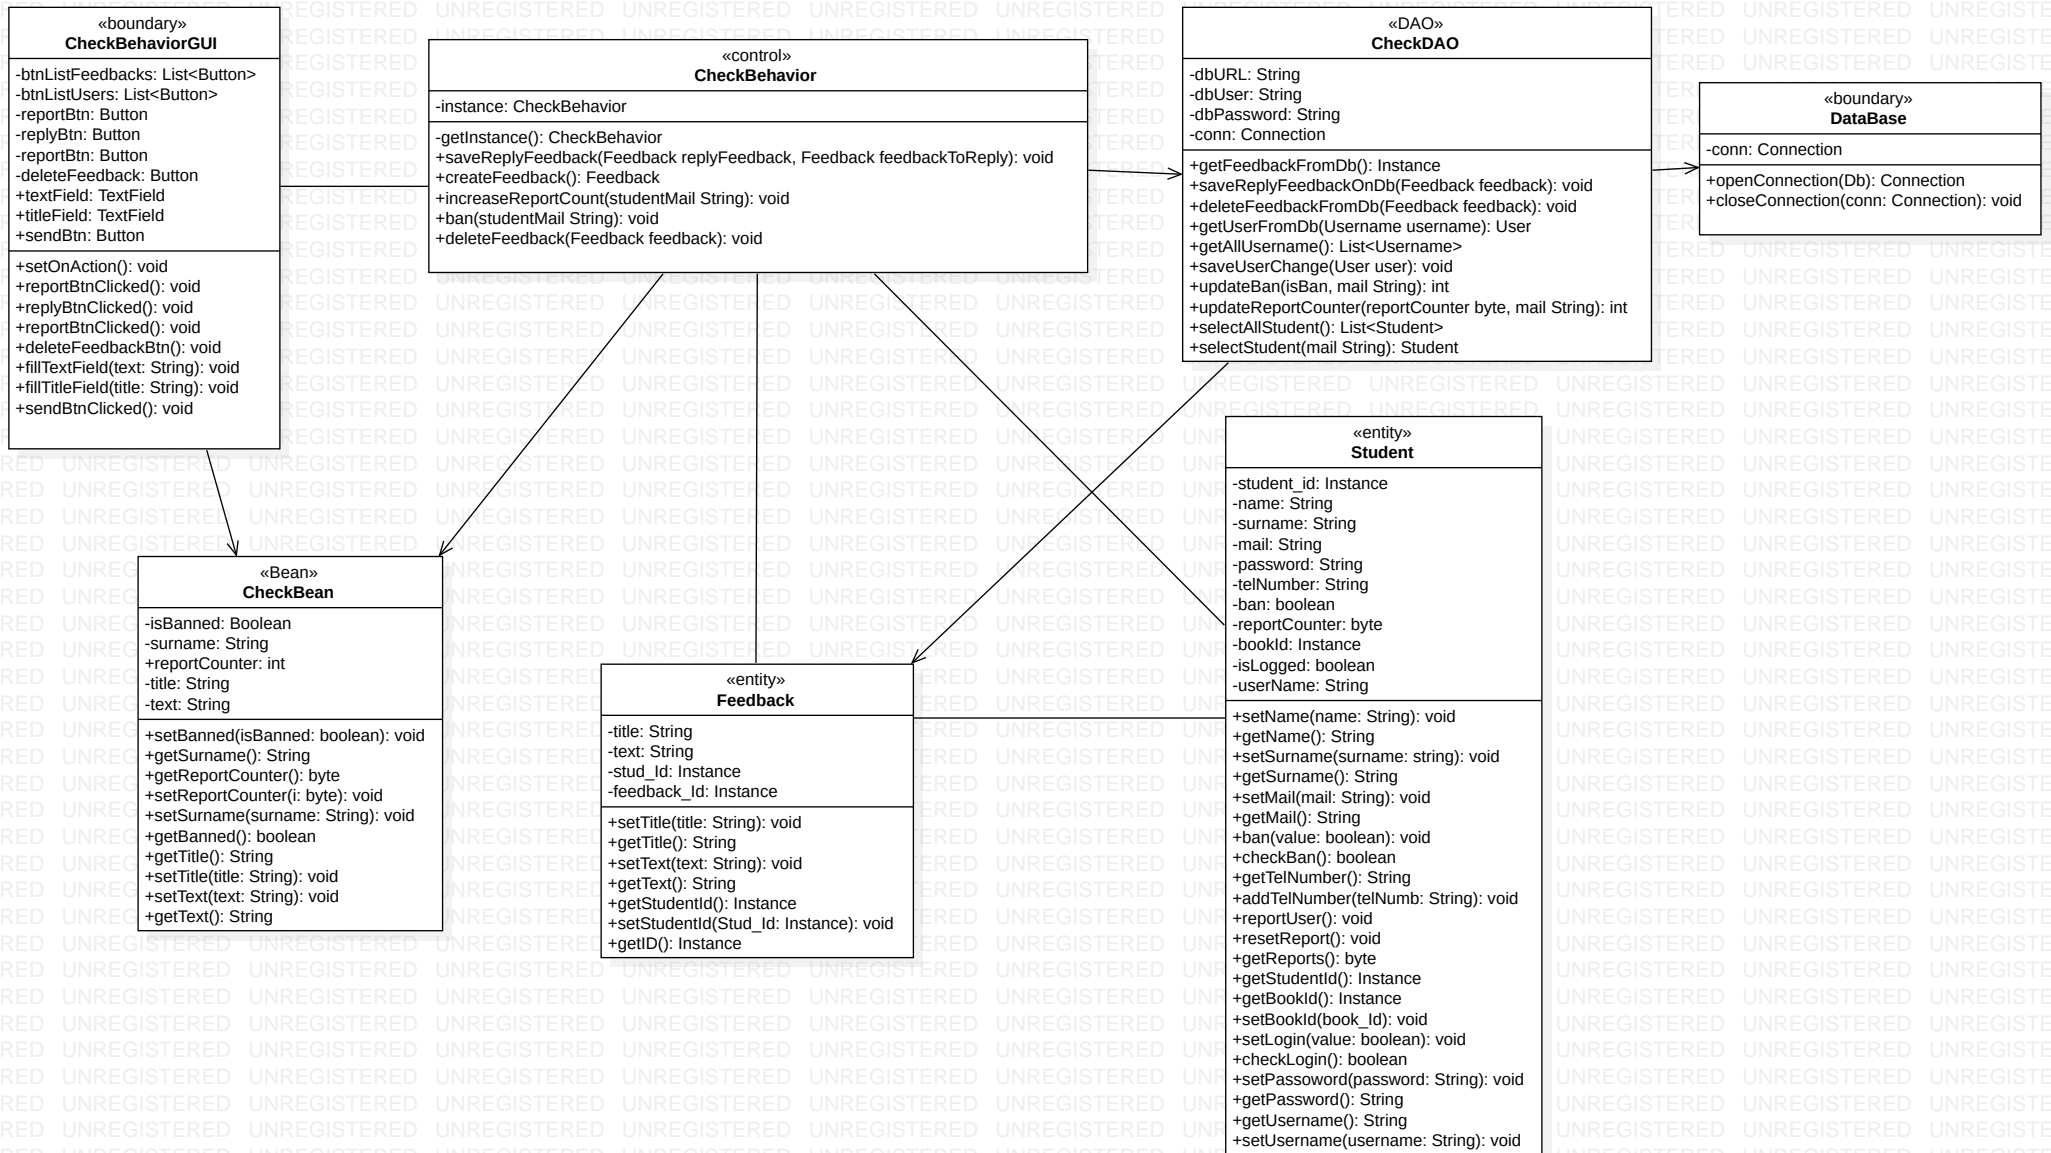 «boundary»
CheckBehaviorGUI
-btnListFeedbacks: List<Button>
-btnListUsers: List<Button>
-reportBtn: Button
-replyBtn: Button
-reportBtn: Button
-deleteFeedback: Button
+textField: TextField
+titleField: TextField
+sendBtn: Button
+setOnAction(): void
+reportBtnClicked(): void
+replyBtnClicked(): void
+reportBtnClicked(): void
+deleteFeedbackBtn(): void
+fillTextField(text: String): void
+fillTitleField(title: String): void
+sendBtnClicked(): void
«control»
CheckBehavior
-instance: CheckBehavior
-getInstance(): CheckBehavior
+saveReplyFeedback(Feedback replyFeedback, Feedback feedbackToReply): void
+createFeedback(): Feedback
+increaseReportCount(studentMail String): void
+ban(studentMail String): void
+deleteFeedback(Feedback feedback): void
«DAO»
CheckDAO
-dbURL: String
-dbUser: String
-dbPassword: String
-conn: Connection
+getFeedbackFromDb(): Instance
+saveReplyFeedbackOnDb(Feedback feedback): void
+deleteFeedbackFromDb(Feedback feedback): void
+getUserFromDb(Username username): User
+getAllUsername(): List<Username>
+saveUserChange(User user): void
+updateBan(isBan, mail String): int
+updateReportCounter(reportCounter byte, mail String): int
+selectAllStudent(): List<Student>
+selectStudent(mail String): Student
«boundary»
DataBase
-conn: Connection
+openConnection(Db): Connection
+closeConnection(conn: Connection): void
«Bean»
CheckBean
-isBanned: Boolean
-surname: String
+reportCounter: int
-title: String
-text: String
+setBanned(isBanned: boolean): void
+getSurname(): String
+getReportCounter(): byte
+setReportCounter(i: byte): void
+setSurname(surname: String): void
+getBanned(): boolean
+getTitle(): String
+setTitle(title: String): void
+setText(text: String): void
+getText(): String
«entity»
Feedback
-title: String
-text: String
-stud_Id: Instance
-feedback_Id: Instance
+setTitle(title: String): void
+getTitle(): String
+setText(text: String): void
+getText(): String
+getStudentId(): Instance
+setStudentId(Stud_Id: Instance): void
+getID(): Instance
«entity»
Student
-student_id: Instance
-name: String
-surname: String
-mail: String
-password: String
-telNumber: String
-ban: boolean
-reportCounter: byte
-bookId: Instance
-isLogged: boolean
-userName: String
+setName(name: String): void
+getName(): String
+setSurname(surname: string): void
+getSurname(): String
+setMail(mail: String): void
+getMail(): String
+ban(value: boolean): void
+checkBan(): boolean
+getTelNumber(): String
+addTelNumber(telNumb: String): void
+reportUser(): void
+resetReport(): void
+getReports(): byte
+getStudentId(): Instance
+getBookId(): Instance
+setBookId(book_Id): void
+setLogin(value: boolean): void
+checkLogin(): boolean
+setPassoword(password: String): void
+getPassword(): String
+getUsername(): String
+setUsername(username: String): void
UNREGISTERED